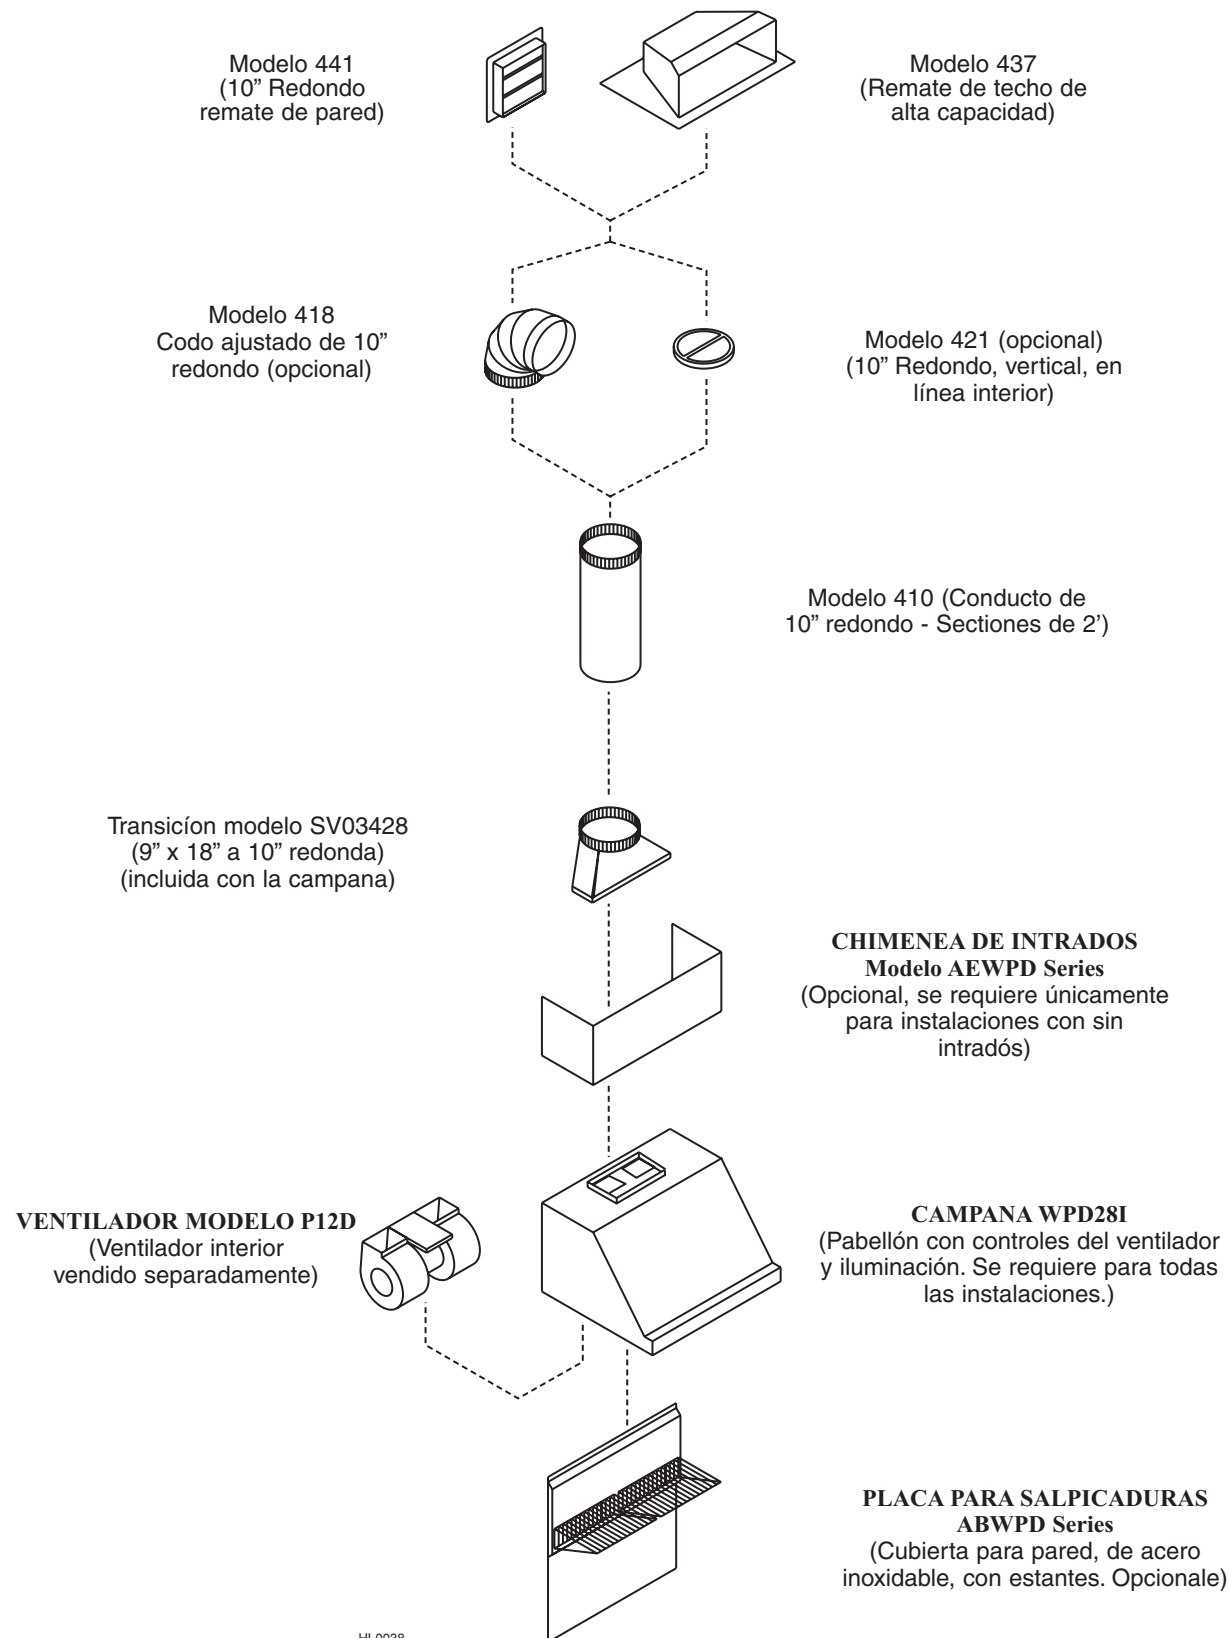 Modelo 441
(10” Redondo
remate de pared)
Modelo 437
(Remate de techo de
alta capacidad)
Modelo 418
Codo ajustado de 10”
redondo (opcional)
Modelo 421 (opcional)
(10” Redondo, vertical, en
línea interior)
Modelo 410 (Conducto de
10” redondo - Sectiones de 2’)
Transicíon modelo SV03428
(9” x 18” a 10” redonda)
(incluida con la campana)
CHIMENEA DE INTRADOS
Modelo AEWPD Series
(Opcional, se requiere únicamente
para instalaciones con sin
intradós)
VENTILADOR MODELO P12D
(Ventilador interior
vendido separadamente)
CAMPANA WPD28I
(Pabellón con controles del ventilador
y iluminación. Se requiere para todas
las instalaciones.)
PLACA PARA SALPICADURAS
ABWPD Series
(Cubierta para pared, de acero
inoxidable, con estantes. Opcionale)